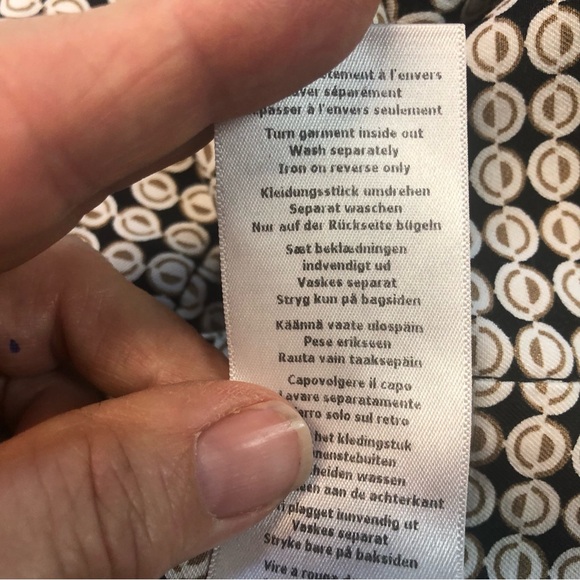 à l'envers
séparément
à l'envers seulement
Turn garment inside out
Wash separately
Iron on reverse only
Kleidungsstück umdrehen
Separat waschen
Nur auf der Rückseite bügeln
Sæt beklædningen
indvendigt ud
Vaskes separat
Stryg kun på bagsiden
Käännä vaate ulospäin
Pese erikseen
Rauta vain taaksepäin
Capovolgere il capo
Lavare separatamente
solo sul retro
het kledingstuk
wassen
aan de achterkant
plagget innvendig ut
Vaskes separat
Stryke bare på baksiden
Vire a